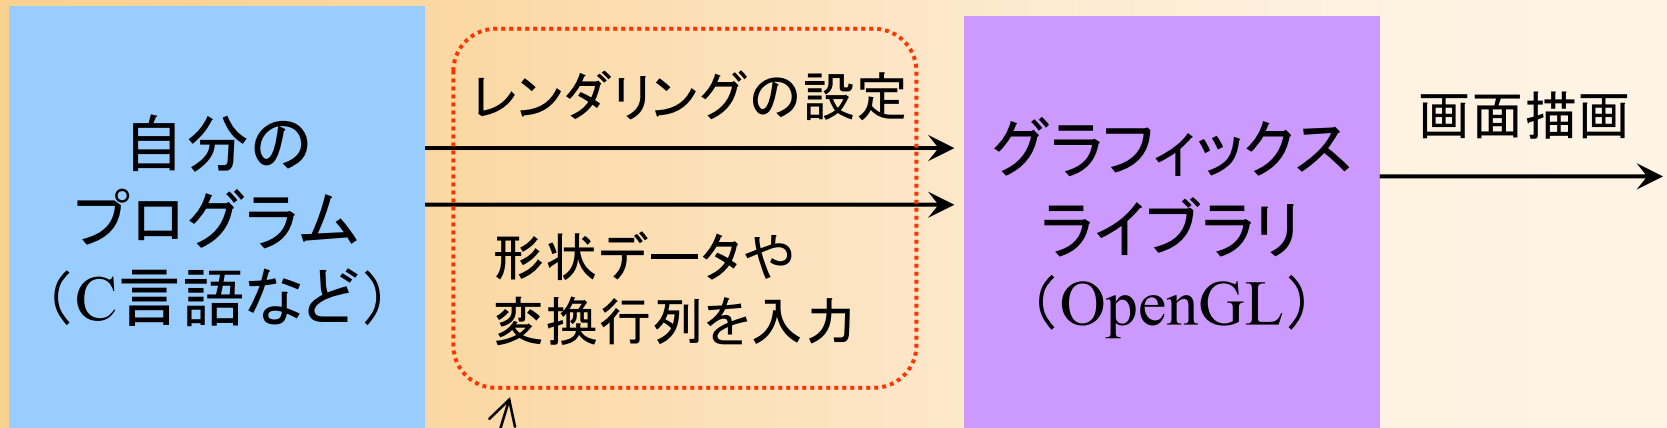 自分の
プログラム
（C言語など）
レンダリングの設定
形状データや
変換行列を入力
グラフィックス
ライブラリ
（OpenGL）
画面描画